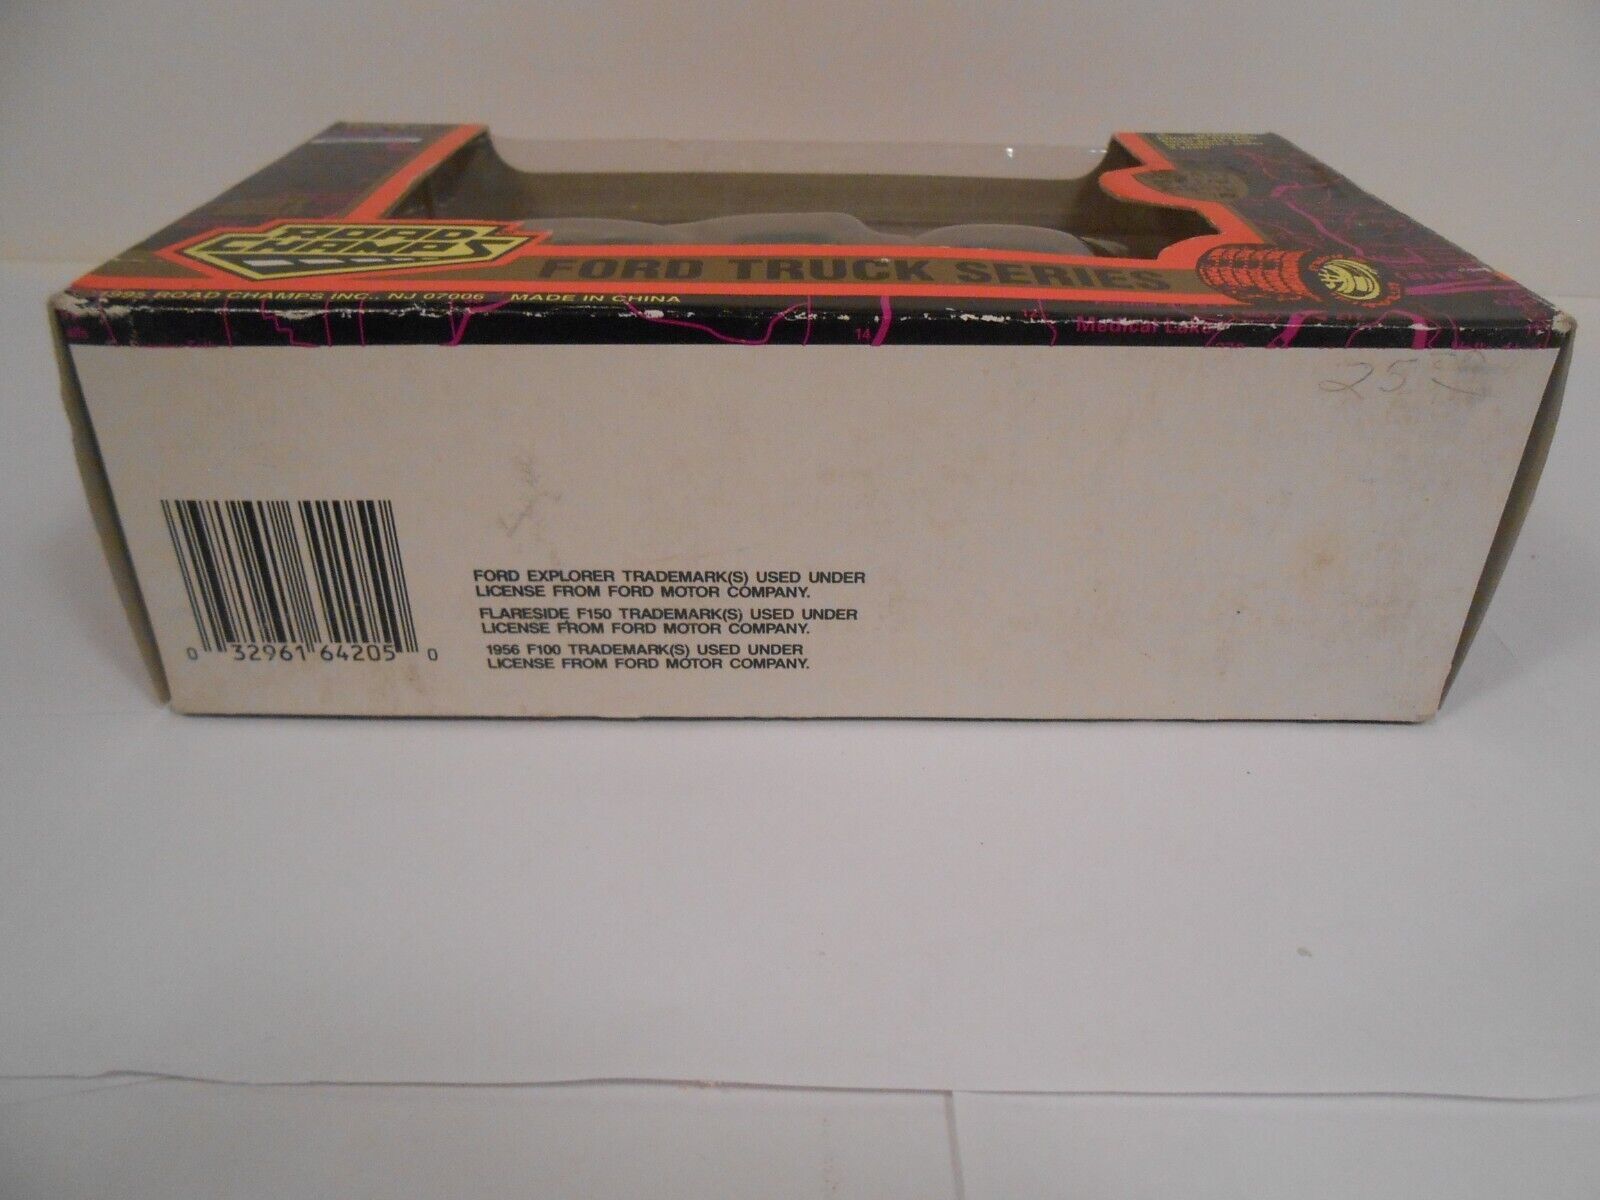 ROAD
CHAMPS
FORD TRUCK SERIES
ROAD CHAMPS INC., NJ 07006 MADE IN CHINA
14
Medical Lake
25
FORD EXPLORER TRADEMARK(S) USED UNDER
LICENSE FROM FORD MOTOR COMPANY.
FLARESIDE F150 TRADEMARK(S) USED UNDER
LICENSE FROM FORD MOTOR COMPANY.
1956 F100 TRADEMARK(S) USED UNDER
LICENSE FROM FORD MOTOR COMPANY.
0 32961 64205 0